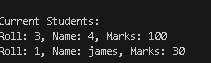 Current Students:
Roll: 3, Name: 4, Marks: 100
Roll: 1, Name: james, Marks: 30